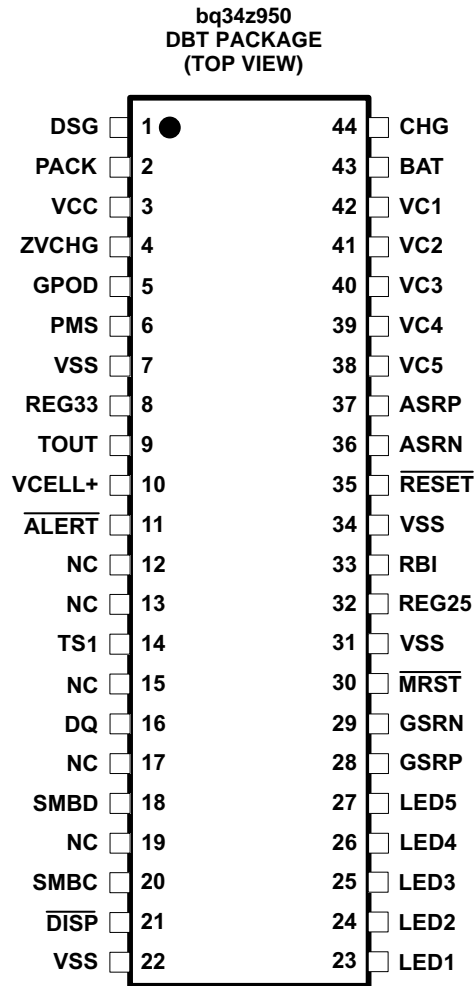 bq34z950
DBT PACKAGE
(TOP VIEW)
DSG 1 44 CHG
PACK 2 43 BAT
VCC 3 42 VC1
ZVCHG 4 41 VC2
GPOD 5 40 VC3
PMS 6 39 VC4
VSS 7 38 VC5
REG33 8 37 ASRP
TOUT 9 36 ASRN
VCELL+ 10 35 RESET
ALERT 11 34 VSS
NC 12 33 RBI
NC 13 32 REG25
TS1 14 31 VSS
NC 15 30 MRST
DQ 16 29 GSRN
NC 17 28 GSRP
SMBD 18 27 LED5
NC 19 26 LED4
SMBC 20 25 LED3
DISP 21 24 LED2
VSS 22 23 LED1